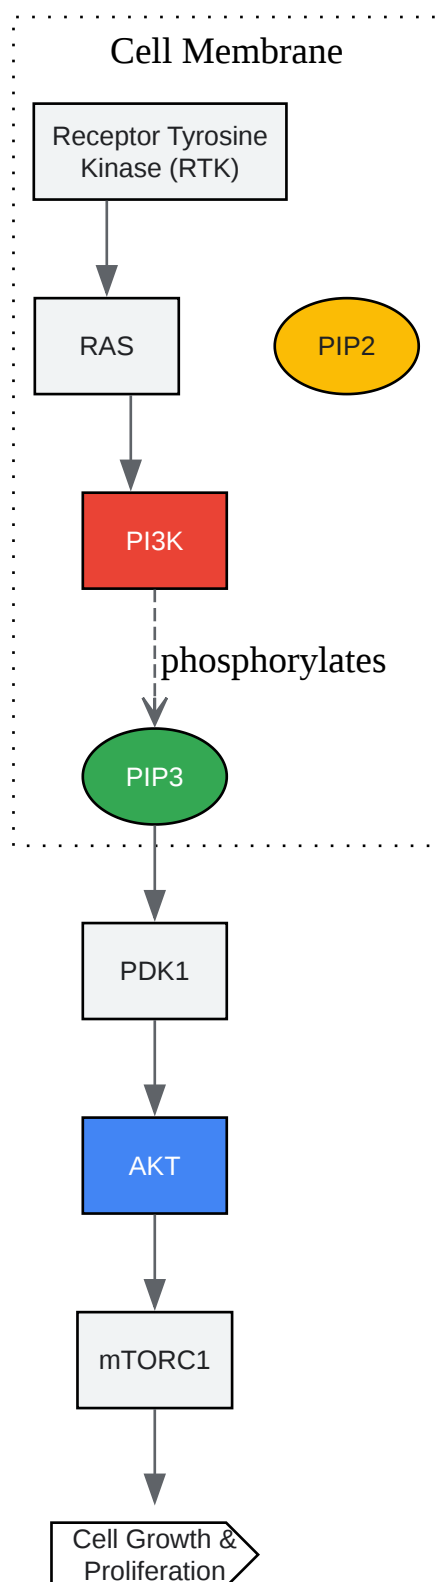 Cell Membrane
Receptor Tyrosine
Kinase (RTK)
RAS
PIP2
PI3K
phosphorylates
PIP3
PDK1
AKT
mTORC1
Cell Growth &
Proliferation